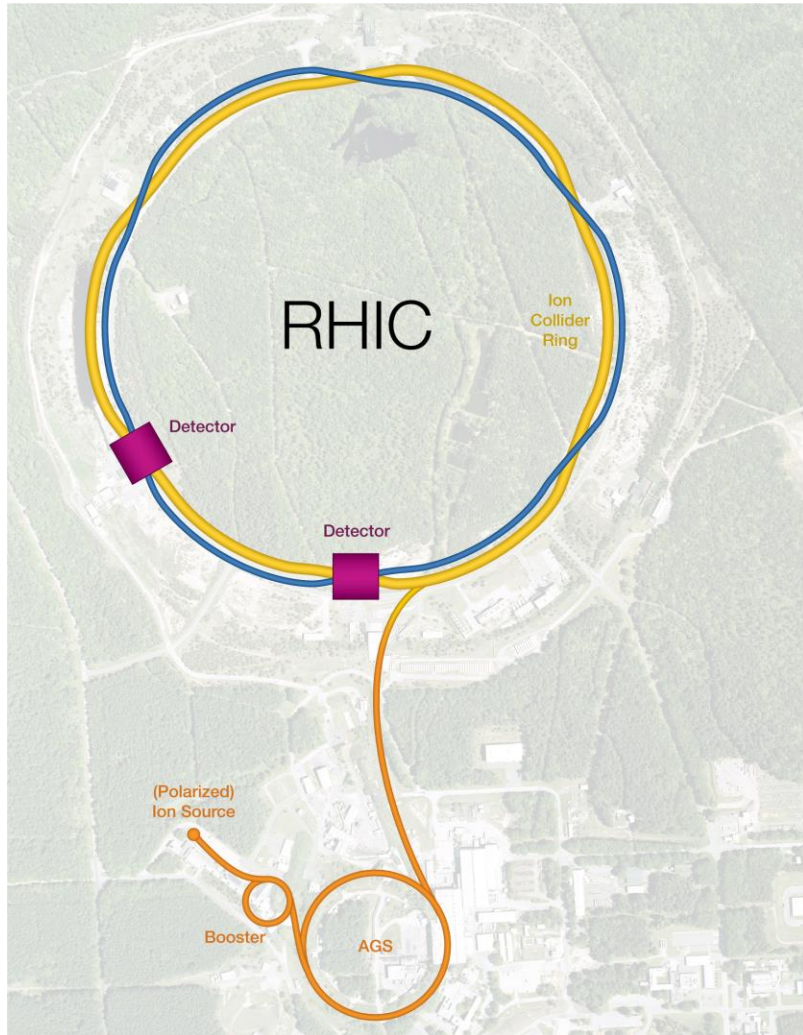 RHIC
Ion
Collider
Ring
Detector
Detector
(Polarized)
Ion Source
Booster
AGS